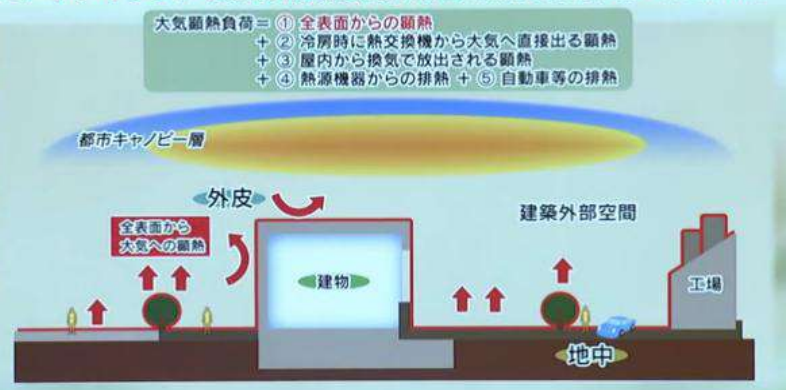 大気顕熱負荷＝ ① 全表面からの顕熱
＋ ② 冷房時に熱交換機から大気へ直接出る顕熱
＋ ③ 屋内から換気で放出される顕熱
＋ ④ 熱源機器からの排熱 ＋ ⑤ 自動車等の排熱
都市キャノピー層
外皮
建築外部空間
全表面から
大気への顕熱
建物
工場
地中